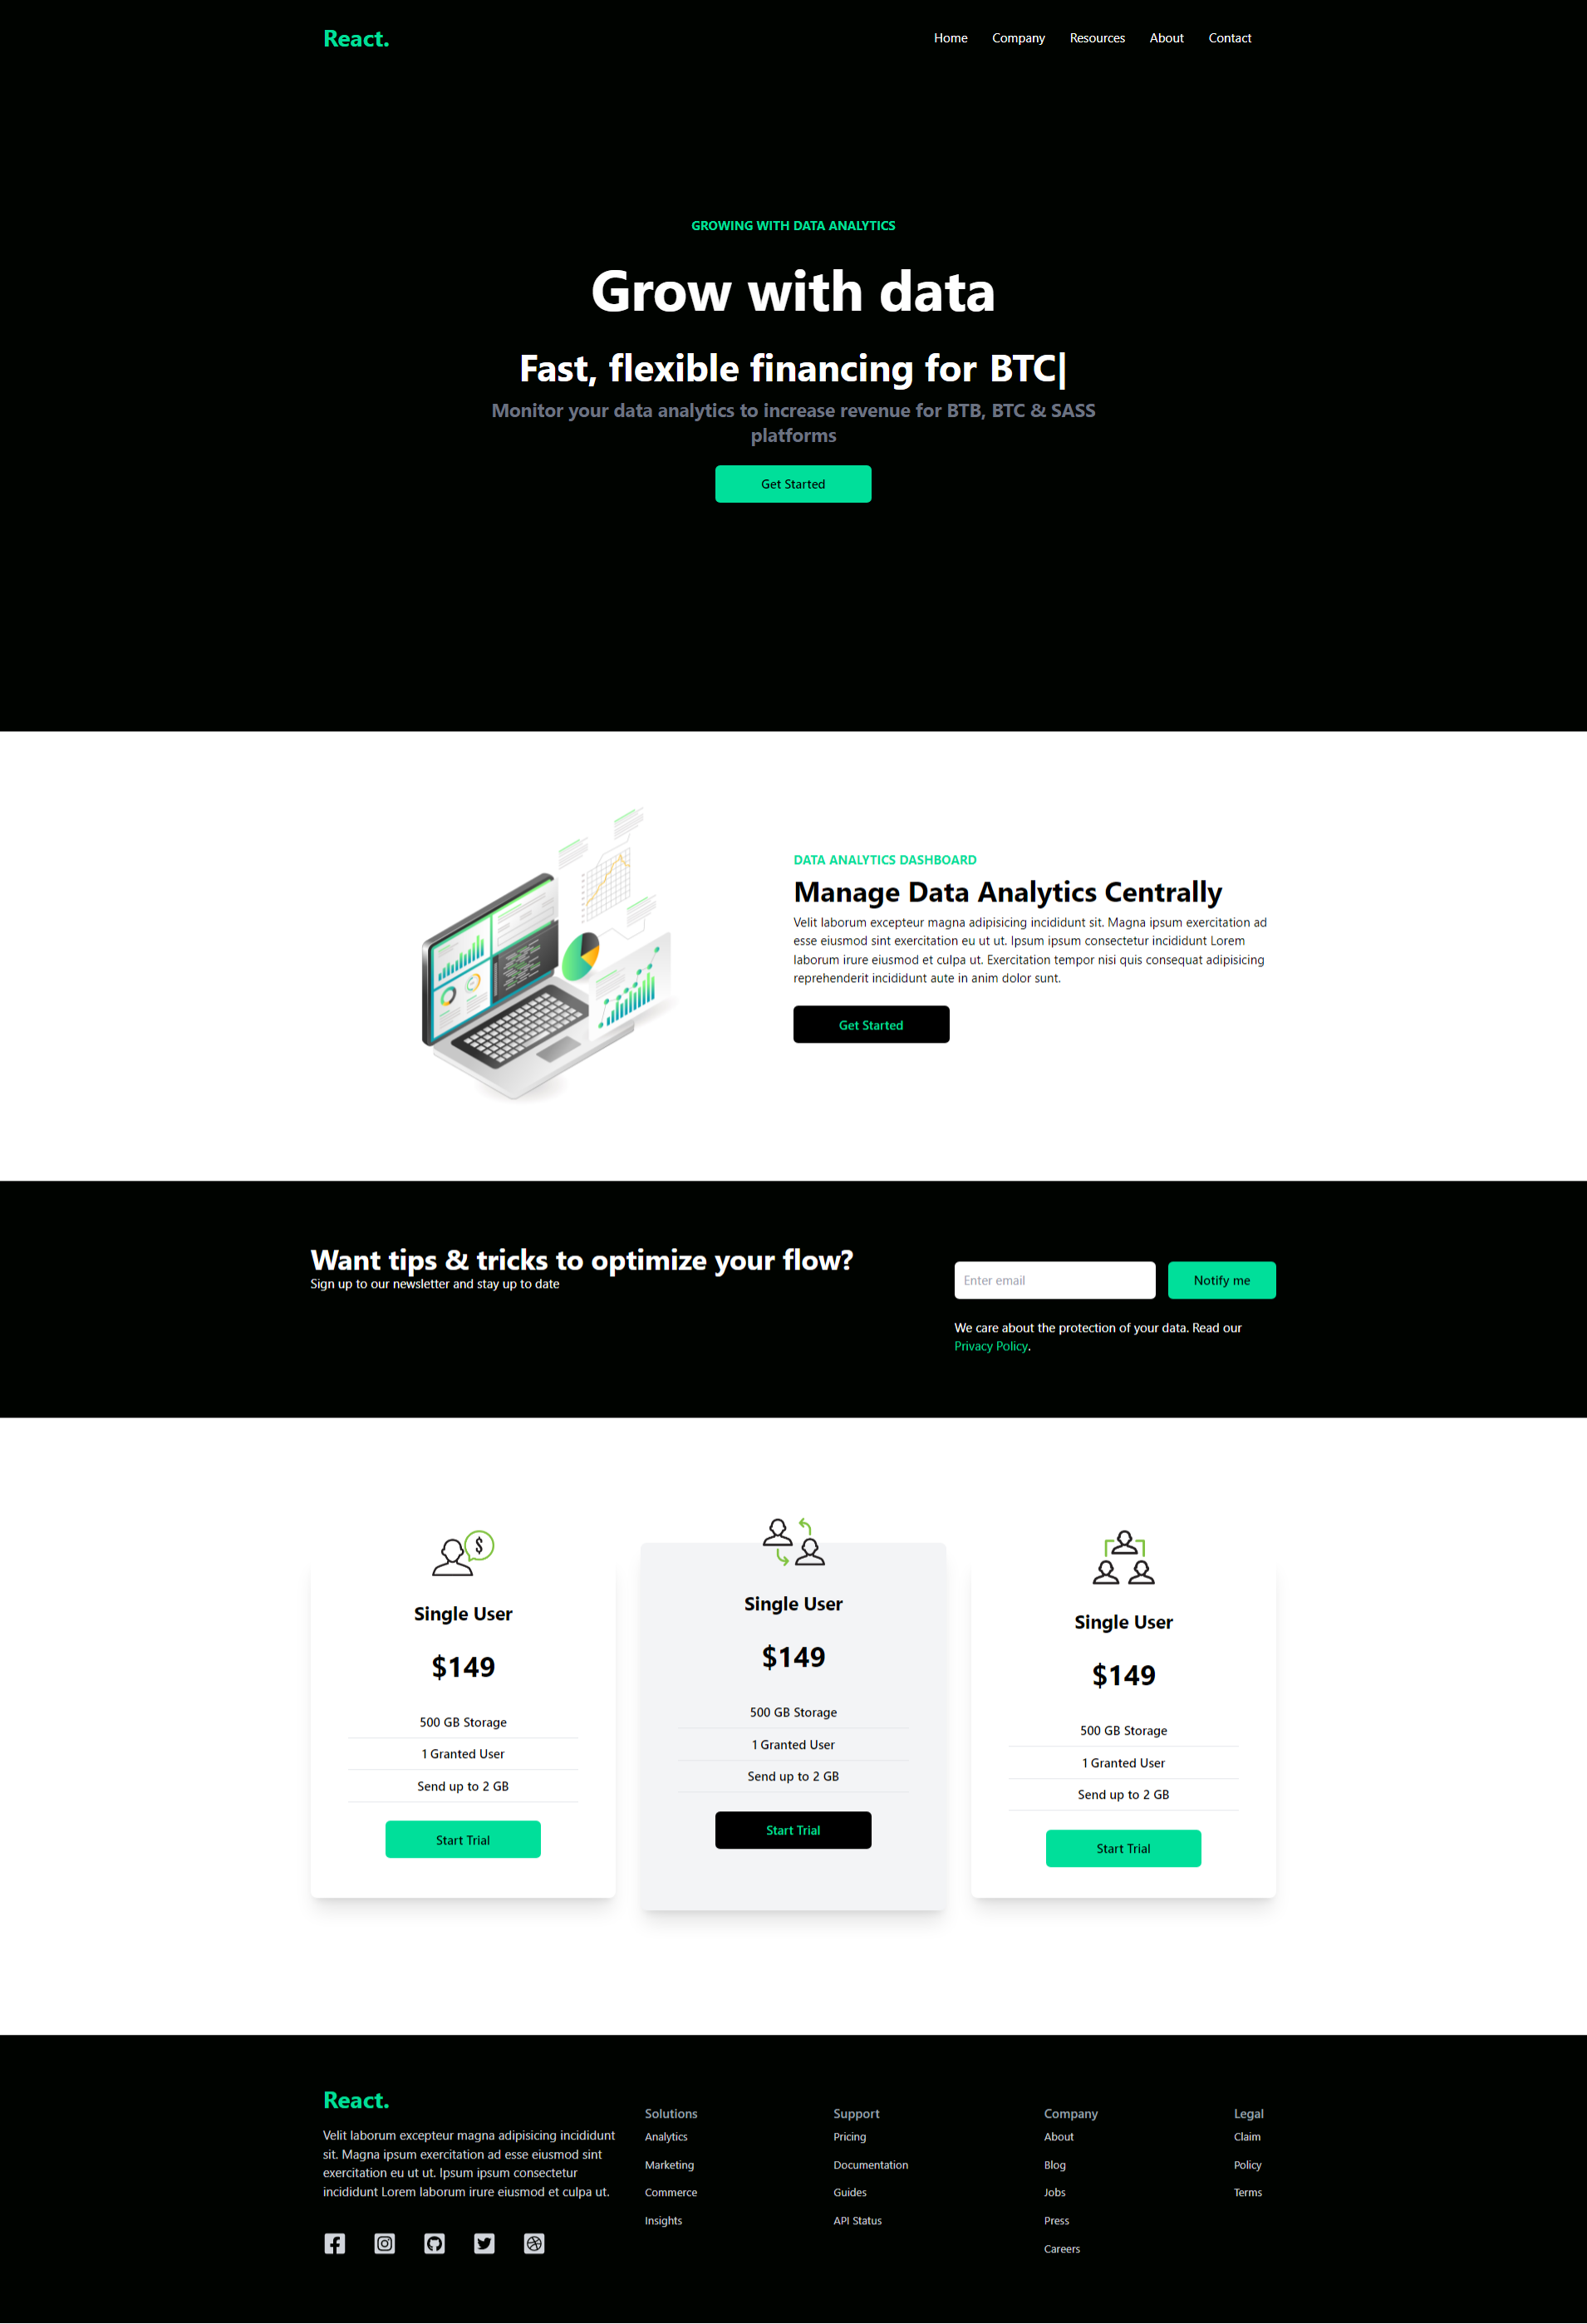 React.
Home
Company
Resources
About
Contact
GROWING WITH DATA ANALYTICS
Grow with data
Fast, flexible financing for BTC|
Monitor your data analytics to increase revenue for BTB, BTC & SASS
platforms
Get Started
DATA ANALYTICS DASHBOARD
Manage Data Analytics Centrally
Velit laborum excepteur magna adipisicing incididunt sit. Magna ipsum exercitation ad
esse eiusmod sint exercitation eu ut ut. Ipsum ipsum consectetur incididunt Lorem
laborum irure eiusmod et culpa ut. Exercitation tempor nisi quis consequat adipisicing
reprehenderit incididunt aute in anim dolor sunt.
Get Started
Want tips & tricks to optimize your flow?
Sign up to our newsletter and stay up to date
Enter email
Notify me
We care about the protection of your data. Read our
Privacy Policy.
$
Single User
$149
500 GB Storage
1 Granted User
Send up to 2 GB
Start Trial
Single User
$149
500 GB Storage
1 Granted User
Send up to 2 GB
Start Trial
Single User
$149
500 GB Storage
1 Granted User
Send up to 2 GB
Start Trial
React.
Velit laborum excepteur magna adipisicing incididunt
sit. Magna ipsum exercitation ad esse eiusmod sint
exercitation eu ut ut. Ipsum ipsum consectetur
incididunt Lorem laborum irure eiusmod et culpa ut.
Solutions
Analytics
Marketing
Commerce
Insights
Support
Pricing
Documentation
Guides
API Status
Company
About
Blog
Jobs
Press
Careers
Legal
Claim
Policy
Terms